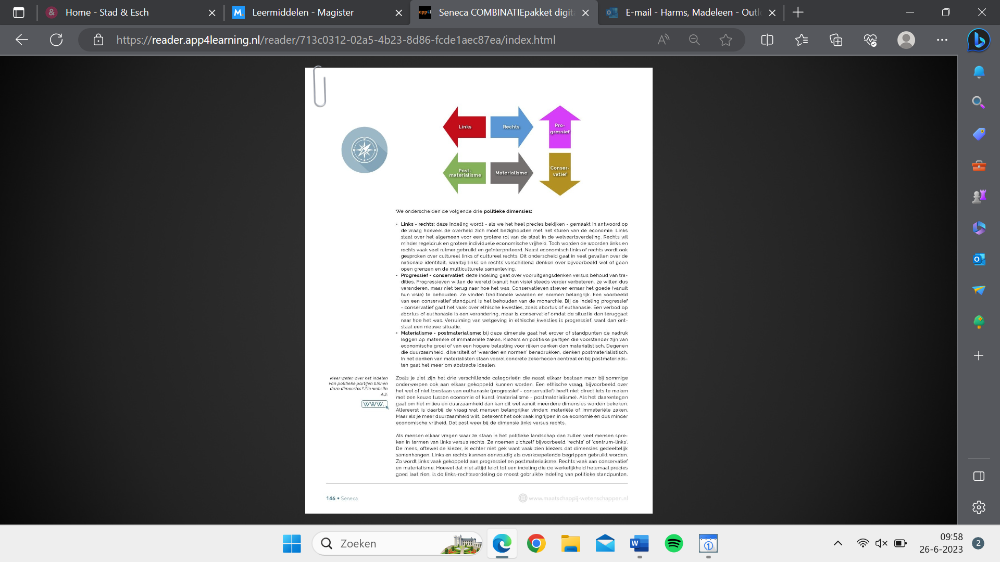 Home - Stad & Esch
Leermiddelen - Magister
app4l
Seneca COMBINATIEpakket digit
E-mail - Harms, Madeleen - Outl
https://reader.app4learning.nl/reader/713c0312-02a5-4b23-8d86-fcde1aec87ea/index.html
Links
Rechts
Pro-
gressief
Post-
materialisme
Materialisme
Conser-
vatief
We onderscheiden de volgende drie politieke dimensies:
• Links - rechts: deze indeling wordt - als we het heel precies bekijken - gemaakt in antwoord op
de vraag hoeveel de overheid zich moet bezighouden met het sturen van de economie. Links
staat over het algemeen voor een grotere rol van de staat in de welvaartsverdeling. Rechts wil
minder regeldruk en grotere individuele economische vrijheid. Toch worden de woorden links en
rechts vaak veel ruimer gebruikt en geïnterpreteerd. Naast economisch links of rechts wordt ook
gesproken over cultureel links of cultureel rechts. Dit onderscheid gaat in veel gevallen over de
nationale identiteit, waarbij links en rechts verschillend denken over bijvoorbeeld wel of geen
open grenzen en de multiculturele samenleving.
• Progressief - conservatief: deze indeling gaat over vooruitgangsdenken versus behoud van tra-
dities. Progressieven willen de wereld (vanuit hun visie) steeds verder verbeteren, ze willen dus
veranderen, maar niet terug naar hoe het was. Conservatieven streven ernaar het goede (vanuit
hun visie) te behouden. Ze vinden traditionele waarden en normen belangrijk. Een voorbeeld
van een conservatief standpunt is het behouden van de monarchie. Bij de indeling progressief
- conservatief gaat het vaak over ethische kwesties, zoals abortus of euthanasie. Een verbod op
abortus of euthanasie is een verandering, maar is conservatief omdat de situatie dan teruggaat
naar hoe het was. Verruiming van wetgeving in ethische kwesties is progressief, want dan ont-
staat een nieuwe situatie.
• Materialisme - postmaterialisme: bij deze dimensie gaat het erover of standpunten de nadruk
leggen op materiële of immateriële zaken. Kiezers en politieke partijen die voorstander zijn van
economische groei of van een hogere belasting voor rijken denken dan materialistisch. Degenen
die duurzaamheid, diversiteit of 'waarden en normen' benadrukken, denken postmaterialistisch.
In het denken van materialisten staan vooral concrete zekerheden centraal en bij postmaterialis-
ten gaat het meer om abstracte idealen
Meer weten over het indelen
van politieke partijen binnen
deze dimensies? Zie website
4.3.
WWW.
Zoals je ziet zijn het drie verschillende categorieën die naast elkaar bestaan maar bij sommige
onderwerpen ook aan elkaar gekoppeld kunnen worden. Een ethische vraag, bijvoorbeeld over
het wel of niet toestaan van euthanasie (progressief - conservatief) heeft niet direct iets te maken
met een keuze tussen economie of kunst (materialisme - postmaterialisme). Als het daarentegen
gaat om het milieu en duurzaamheid dan kan dit wel vanuit meerdere dimensies worden bekeken.
Allereerst is daarbij de vraag wat mensen belangrijker vinden: materiële of immateriële zaken.
Maar als je meer duurzaamheid wilt, betekent het ook vaak ingrijpen in de economie en dus minder
economische vrijheid. Dat past weer bij de dimensie links versus rechts.
Als mensen elkaar vragen waar ze staan in het politieke landschap dan zullen veel mensen spre-
ken in termen van links versus rechts. Ze noemen zichzelf bijvoorbeeld 'rechts' of 'centrum-links'.
De mens, oftewel de kiezer, is echter niet gek want vaak zien kiezers dat dimensies gedeeltelijk
samenhangen. Links en rechts kunnen eenvoudig als overkoepelende begrippen gebruikt worden.
Zo wordt links vaak gekoppeld aan progressief en postmaterialisme. Rechts vaak aan conservatief
en materialisme. Hoewel dat niet altijd leidt tot een indeling die de werkelijkheid helemaal precies
goed laat zien, is de links-rechtsverdeling de meest gebruikte indeling van politieke standpunten.
146 • Seneca
www.maatschappij-wetenschappen.nl
Zoeken
09:58
26-6-2023
2